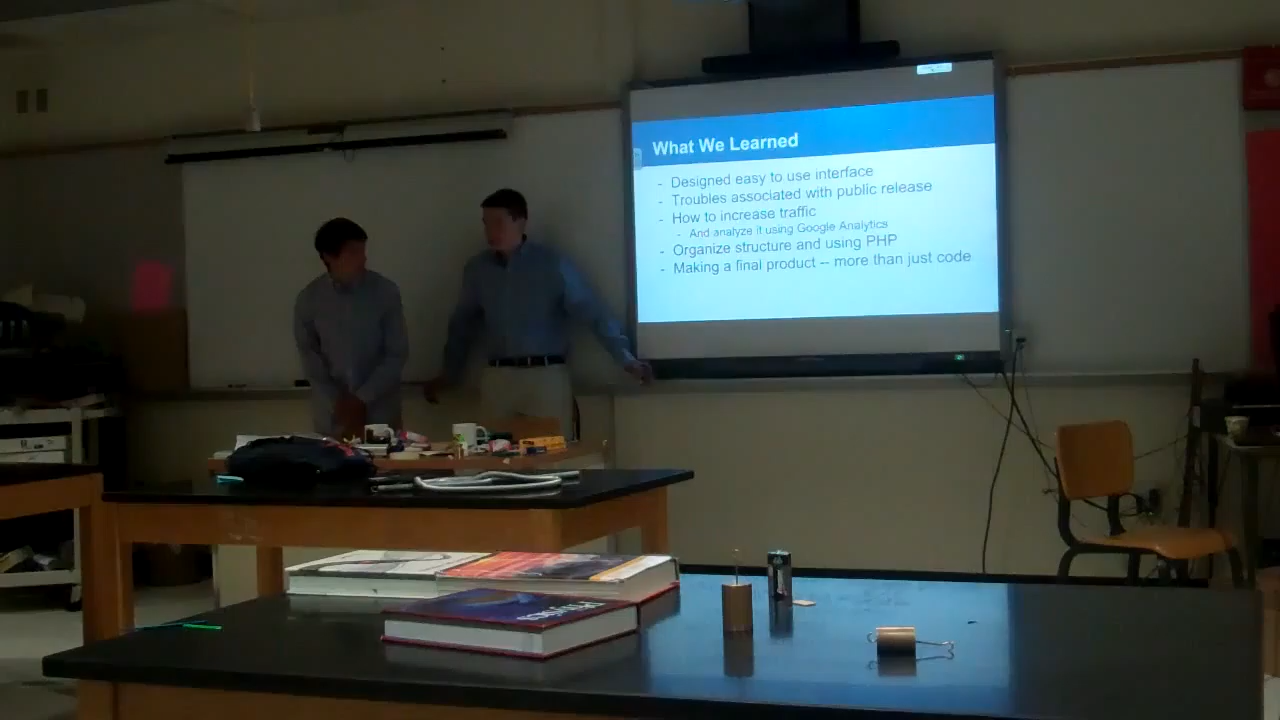 What We Learned
- Designed easy to use interface
- Troubles associated with public release
- How to increase traffic
- And analyze it using Google Analytics
- Organize structure and using PHP
- Making a final product -- more than just code
PHYSICS